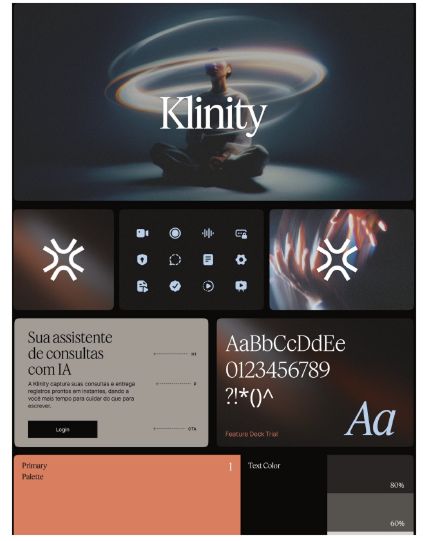 Klinity
Sua assistente
de consultas
com IA
A Klinity captura suas consultas e entrega
registros prontos em instantes, dando a
você mais tempo para cuidar do que para
escrever.
Login
H1
P
CTA
AaBbCcDdEe
0123456789
?!*()^
Feature Deck Trial
Aa
Primary
Palette
1
Text Color
80%
60%